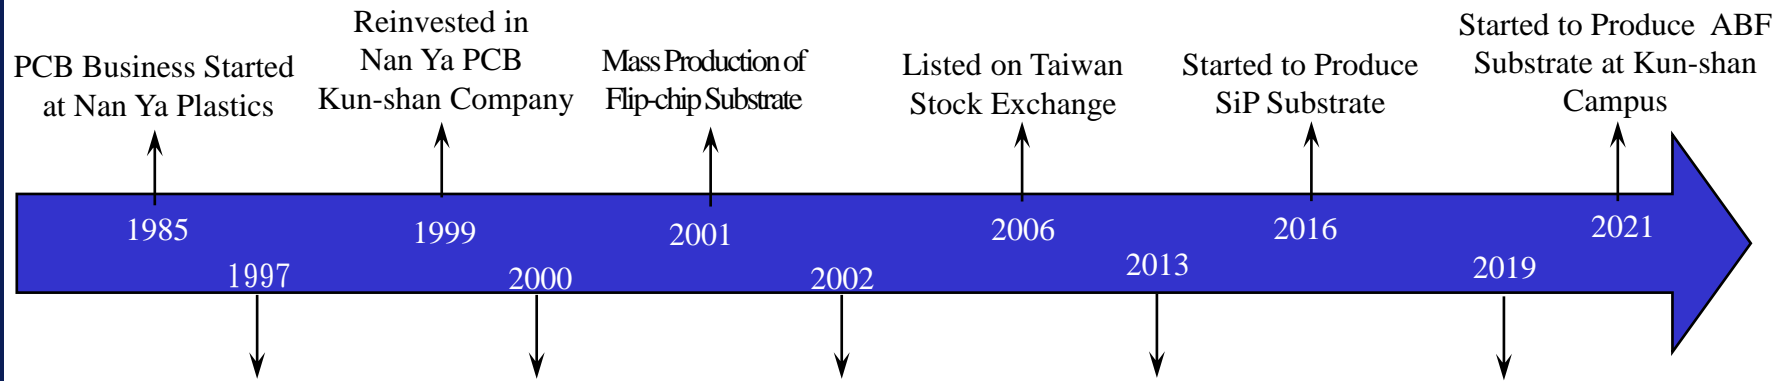 PCB Business Started
at Nan Ya Plastics
Reinvested in
Nan Ya PCB
Kun-shan Company
Mass Production of
Flip-chip Substrate
Listed on Taiwan
Stock Exchange
Started to Produce
SiP Substrate
Started to Produce ABF
Substrate at Kun-shan
Campus
1985
1999
2001
2006
2016
2021
1997
2000
2002
2013
2019